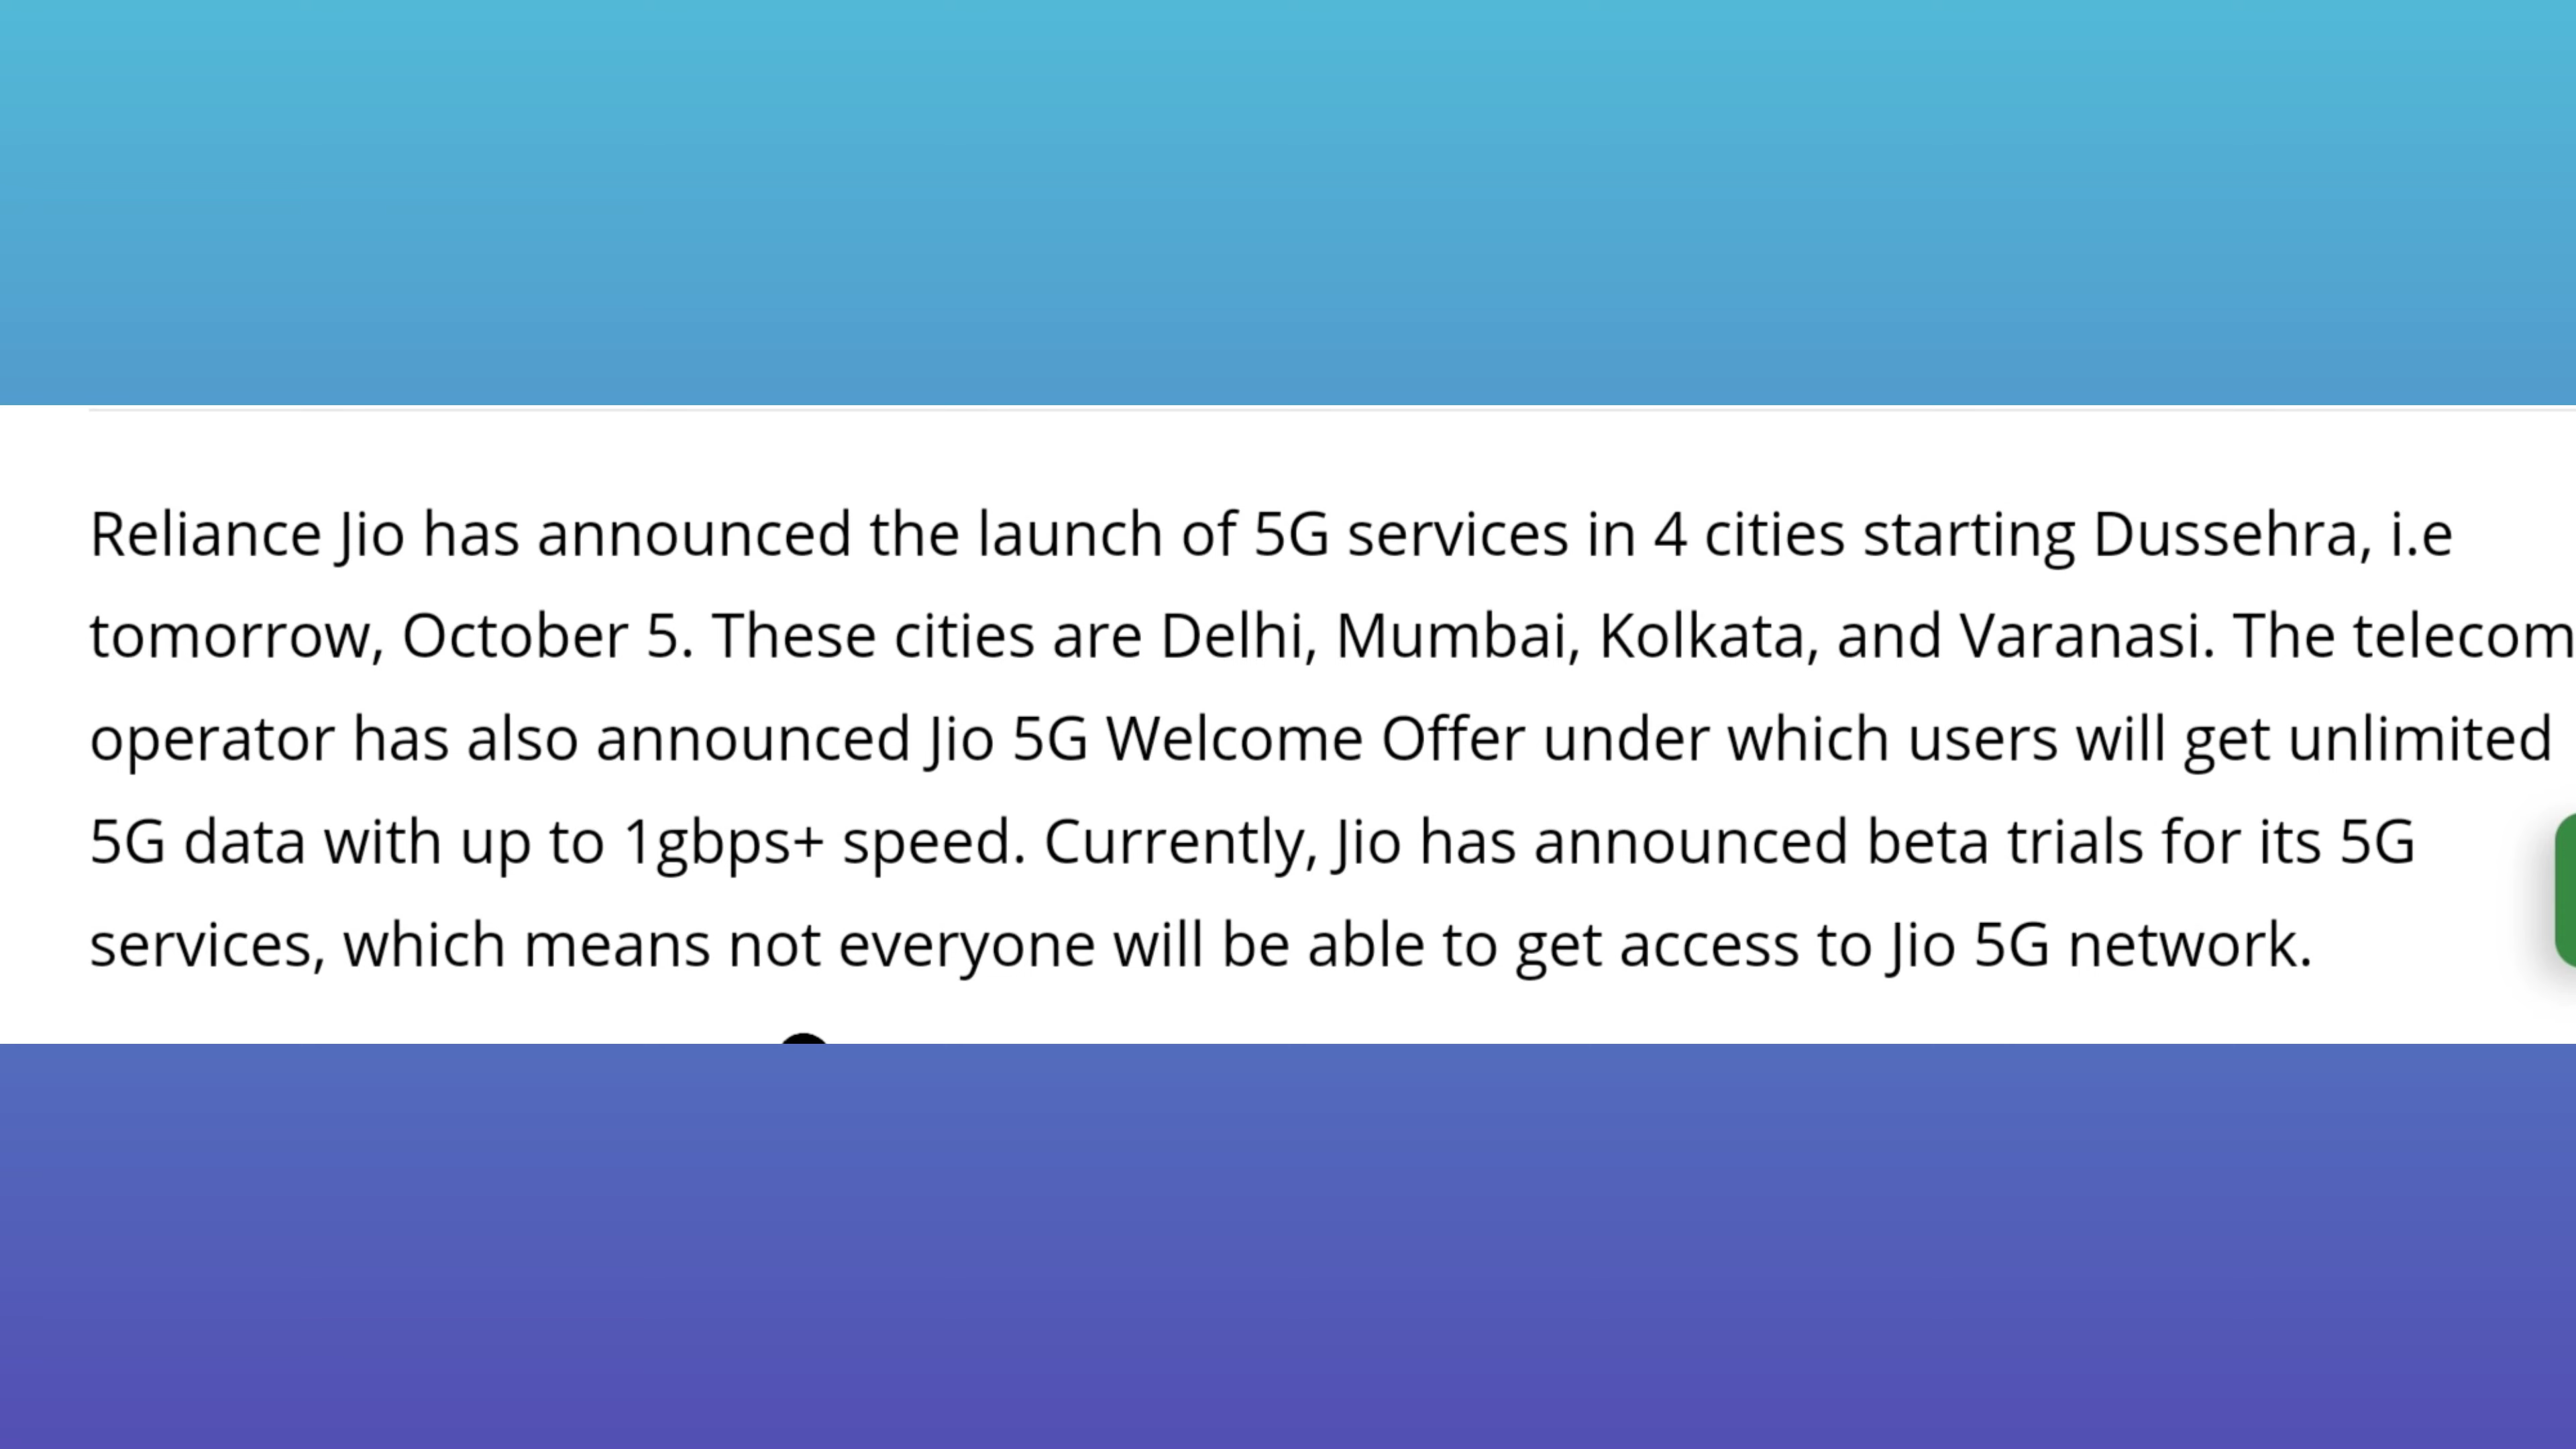 Reliance Jio has announced the launch of 5G services in 4 cities starting Dussehra, i.e
tomorrow, October 5. These cities are Delhi, Mumbai, Kolkata, and Varanasi. The telecom
operator has also announced Jio 5G Welcome Offer under which users will get unlimited
5G data with up to 1gbps+ speed. Currently, Jio has announced beta trials for its 5G
services, which means not everyone will be able to get access to Jio 5G network.